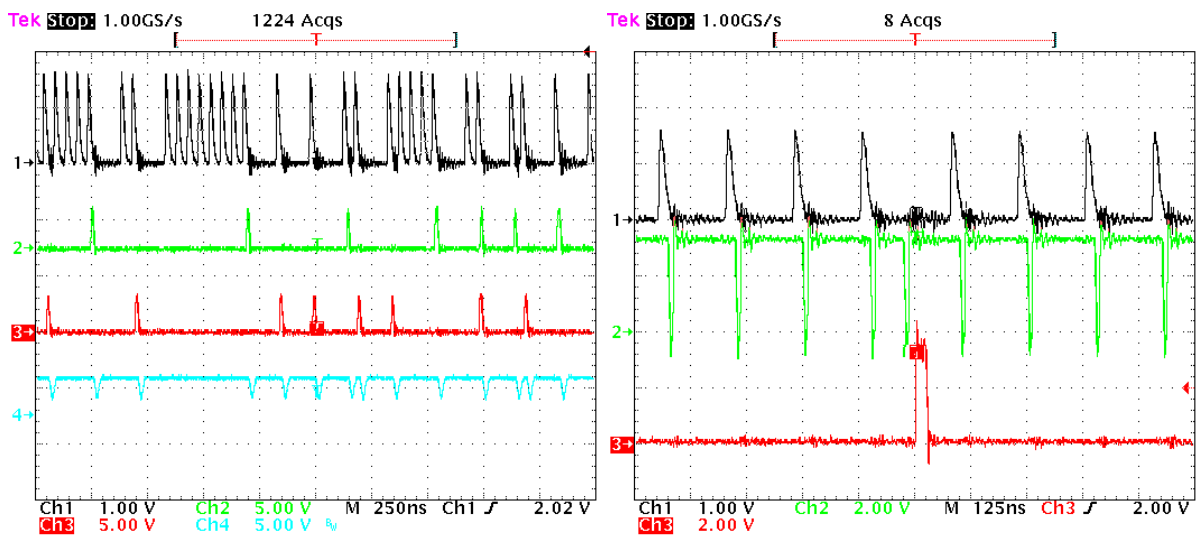 Tek Stop: 1.00GS/s 1224 Acqs
T
1
2
3
4
Ch1 1.00 V Ch2 5.00 V M 250ns Ch1 2.02 V
Ch3 5.00 V Ch4 5.00 V BW
Tek Stop: 1.00GS/s 8 Acqs
T
1
2
3
Ch1 1.00 V Ch2 2.00 V M 125ns Ch3 2.00 V
Ch3 2.00 V